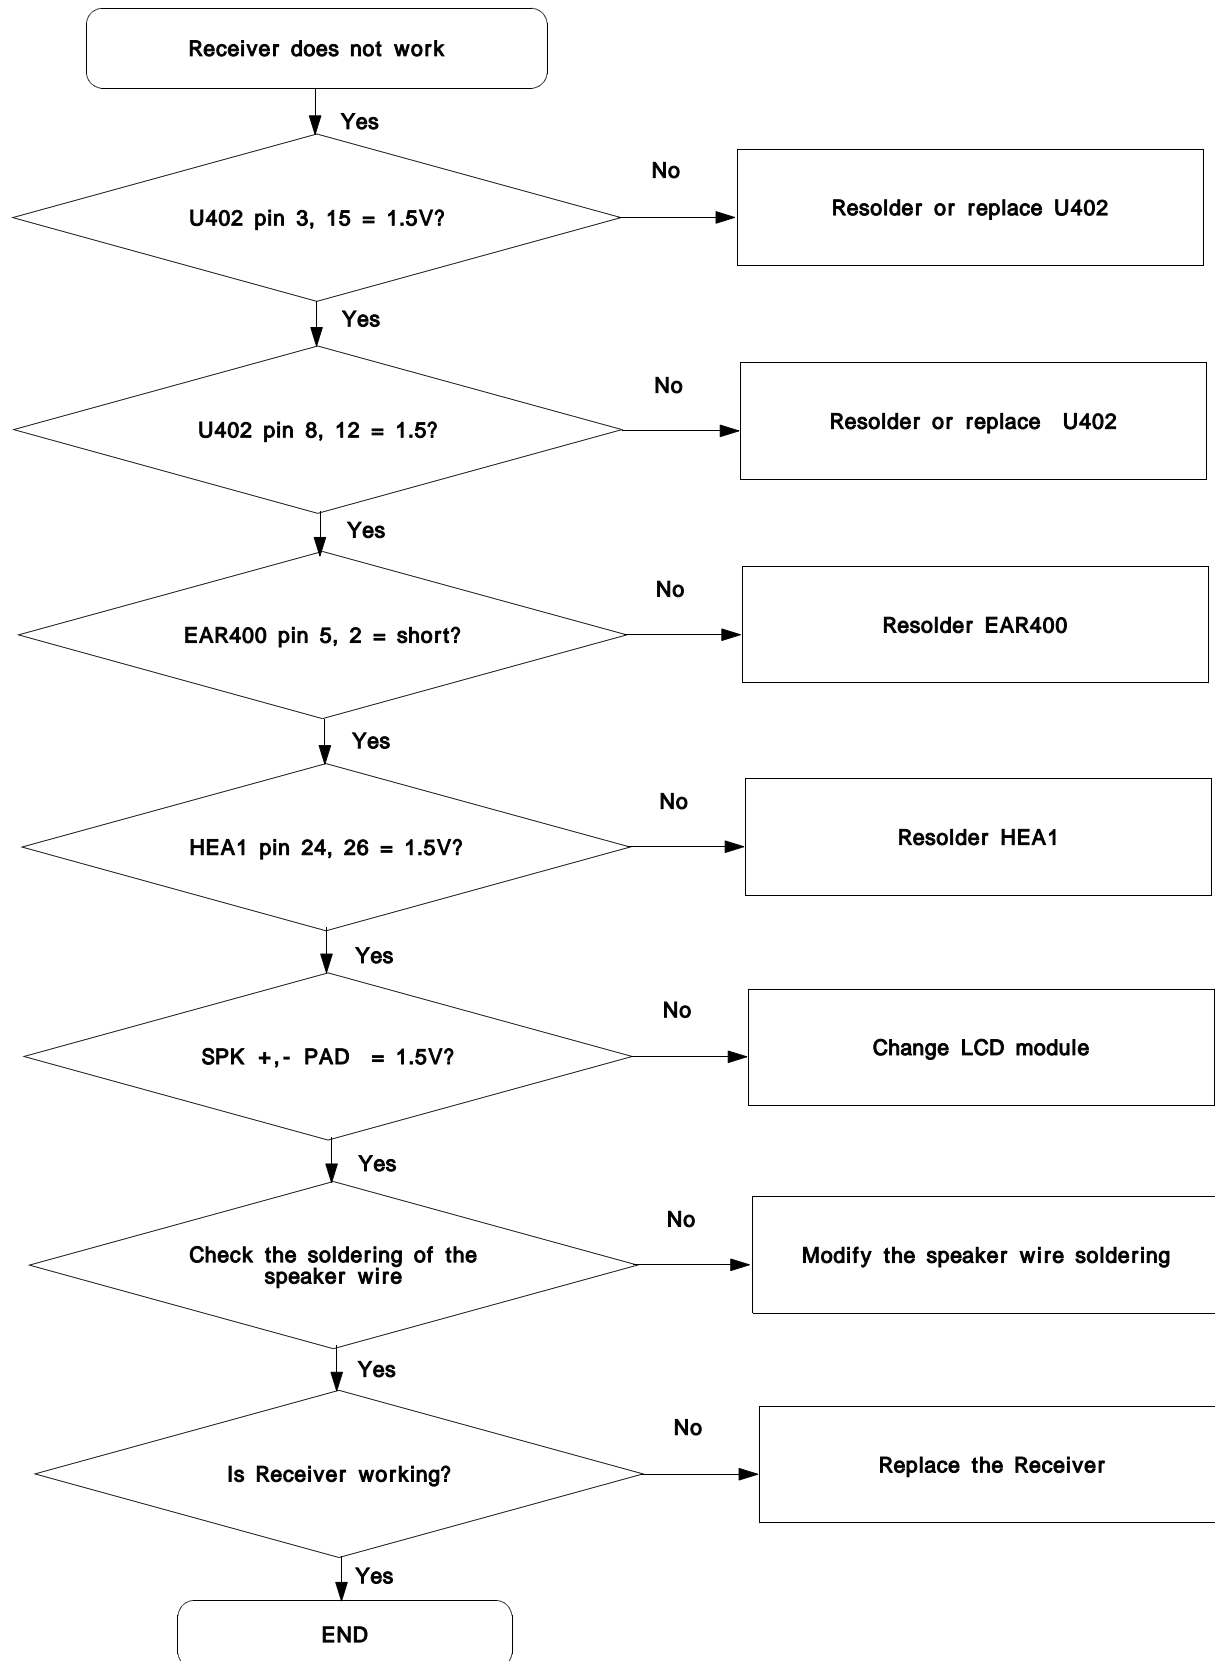 Receiver does not work
Yes
U402 pin 3, 15 = 1.5V?
No
Resolder or replace U402
Yes
U402 pin 8, 12 = 1.5?
No
Resolder or replace U402
Yes
EAR400 pin 5, 2 = short?
No
Resolder EAR400
Yes
HEA1 pin 24, 26 = 1.5V?
No
Resolder HEA1
Yes
SPK +,- PAD = 1.5V?
No
Change LCD module
Yes
Check the soldering of the
speaker wire
No
Modify the speaker wire soldering
Yes
Is Receiver working?
No
Replace the Receiver
Yes
END